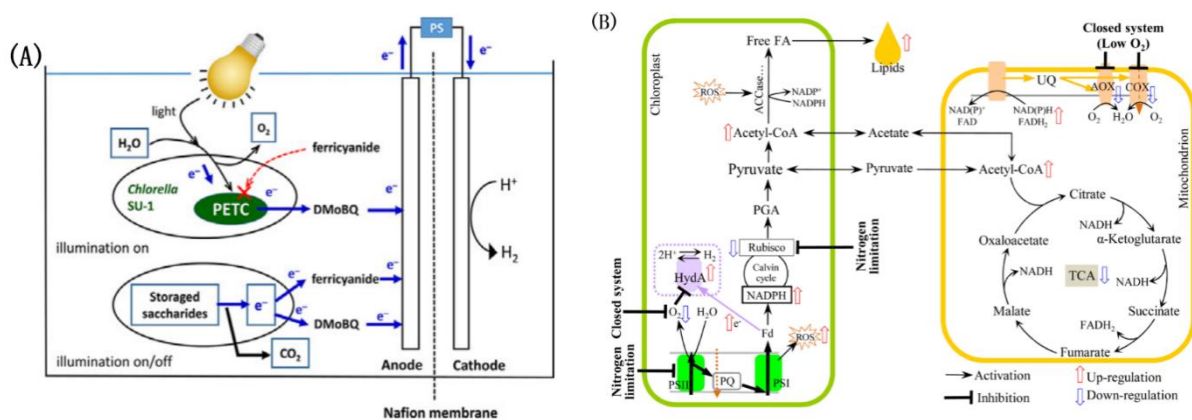 (A)
PS
e⁻
e⁻
light
H₂O
O₂
ferricyanide
e⁻
Chlorella
SU-1
PETC
e⁻
DMoBQ
e⁻
H⁺
H₂
illumination on
Storaged
saccharides
e⁻
e⁻
ferricyanide
e⁻
e⁻
DMoBQ
e⁻
CO₂
illumination on/off
Anode
Cathode
Nafion membrane
(B)
Chloroplast
Free FA
Lipids
ROS
ACCase...
NADP⁺
NADPH
Acetyl-CoA
Acetate
Pyruvate
Pyruvate
Acetyl-CoA
PGA
Rubisco
Nitrogen
limitation
Calvin
cycle
NADPH
2H⁺
H₂
HydA
Closed system
O₂
H₂O
e⁻
Fd
ROS
Nitrogen
limitation
PSII
PQ
PSI
Closed system
(Low O₂)
UQ
AOX
COX
NAD(P)⁺
FAD
NAD(P)H
FADH₂
O₂
H₂O
O₂
Mitochondrion
Citrate
NADH
α-Ketoglutarate
Oxaloacetate
NADH
TCA
NADH
Malate
Succinate
FADH₂
Fumarate
Activation
Up-regulation
Inhibition
Down-regulation